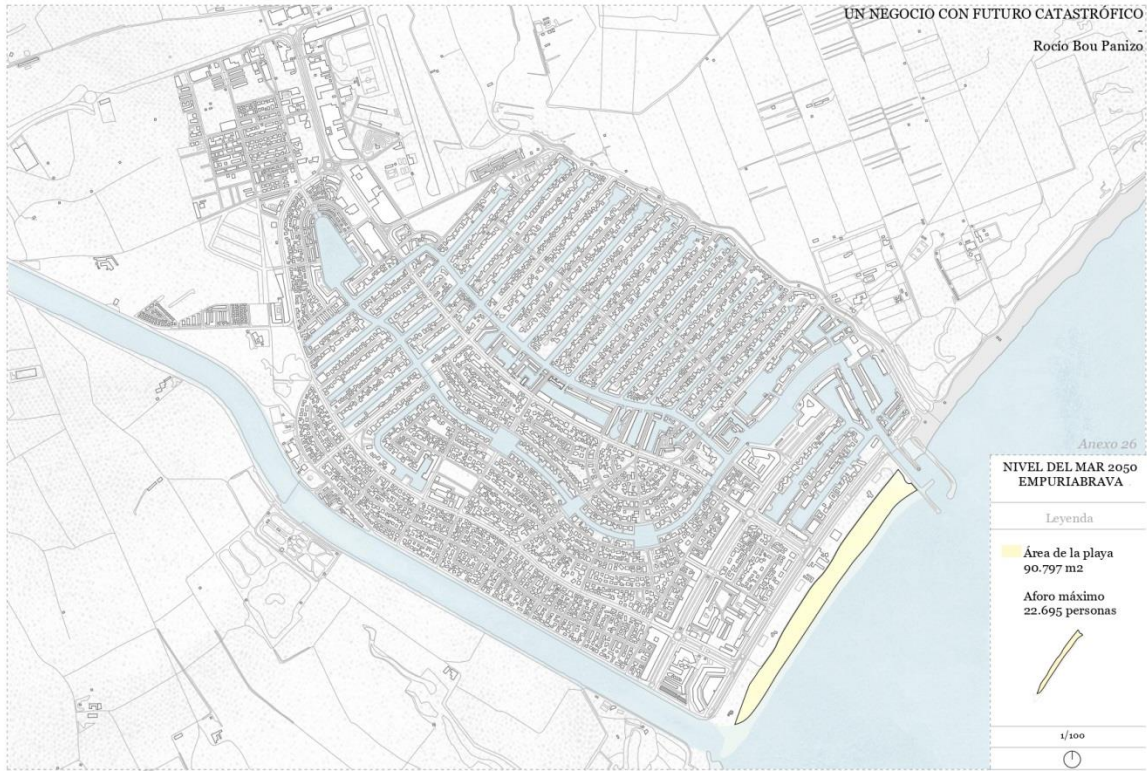 UN NEGOCIO CON FUTURO CATASTRÓFICO
-
Rocío Bou Panizo
Anexo 26
NIVEL DEL MAR 2050
EMPURIABRAVA
Leyenda
Área de la playa
90.797 m2
Aforo máximo
22.695 personas
1/100